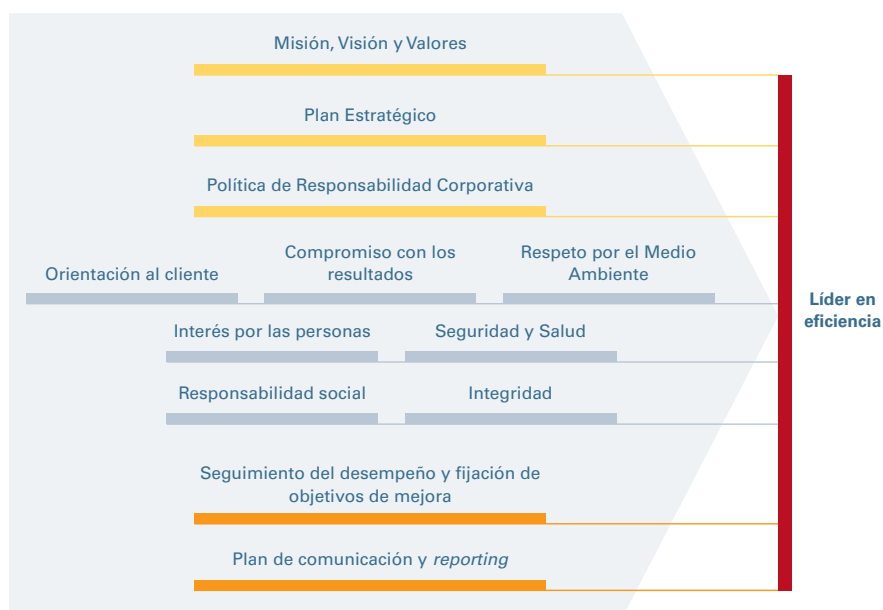 Misión, Visión y Valores
Plan Estratégico
Política de Responsabilidad Corporativa
Orientación al cliente
Compromiso con los
resultados
Respeto por el Medio
Ambiente
Interés por las personas
Seguridad y Salud
Responsabilidad social
Integridad
Seguimiento del desempeño y fijación de
objetivos de mejora
Plan de comunicación y reporting
Líder en
eficiencia